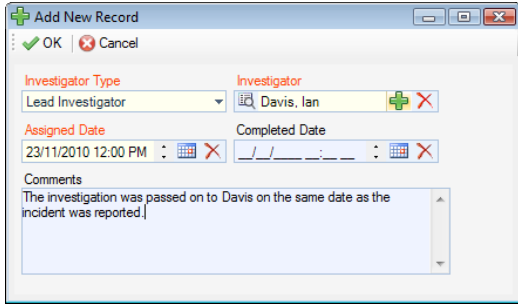 Add New Record
OK Cancel
Investigator Type Investigator
Lead Investigator Davis, Ian
Assigned Date Completed Date
23/11/2010 12:00 PM __/__/____ __:__ __
Comments
The investigation was passed on to Davis on the same date as the
incident was reported.